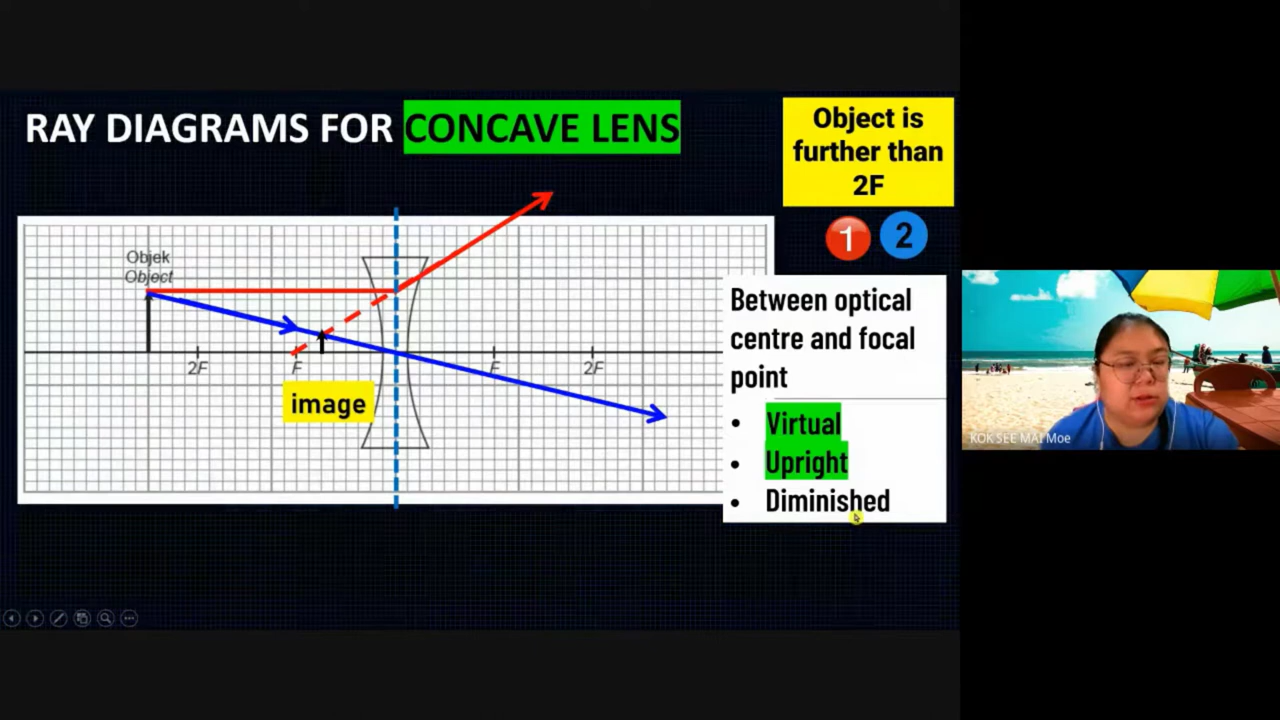 RAY DIAGRAMS FOR CONCAVE LENS
Object is
further than
2F
1 2
Objek
Object
2F F F 2F
image
Between optical
centre and focal
point
• Virtual
• Upright
• Diminished
KOK SEE MAI Moe